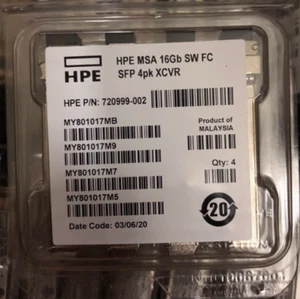 HPE
HPE MSA 16Gb SW FC
SFP 4pk XCVR
HPE P/N: 720999-002
MY801017MB
MY801017M9
MY801017M7
MY801017M5
Product of
MALAYSIA
Qty: 4
20
Date Code: 03/06/20